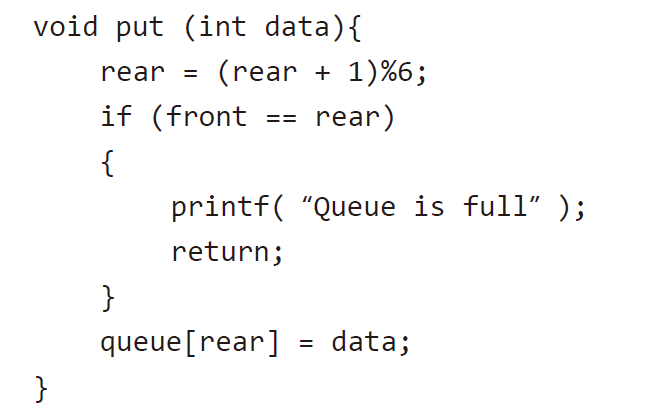 void put (int data){
rear = (rear + 1)%6;
if (front == rear)
{
printf( “Queue is full” );
return;
}
queue[rear] = data;
}